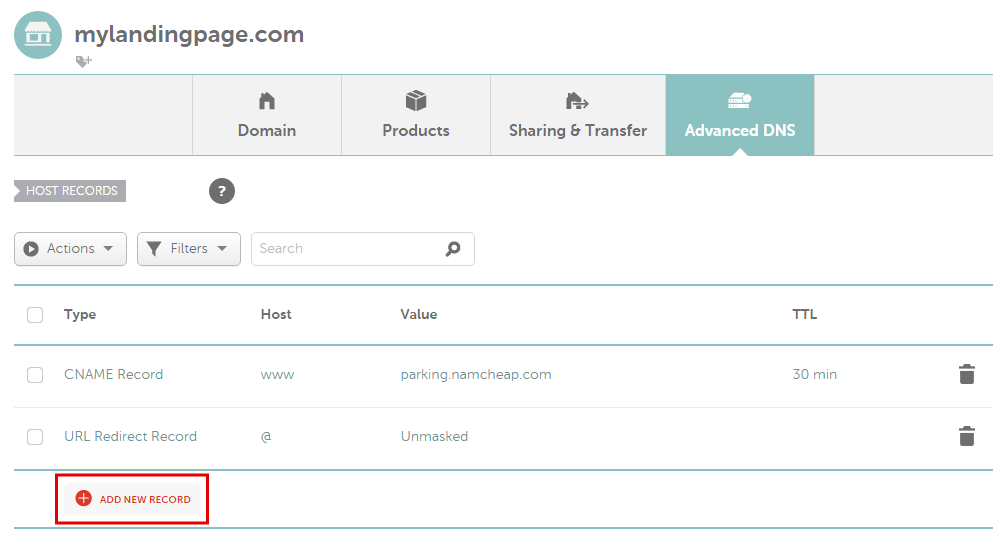 mylandingpage.com
Domain Products Sharing & Transfer Advanced DNS
HOST RECORDS ?
Actions Filters Search
Type Host Value TTL
CNAME Record www parking.namcheap.com 30 min
URL Redirect Record @ Unmasked
ADD NEW RECORD